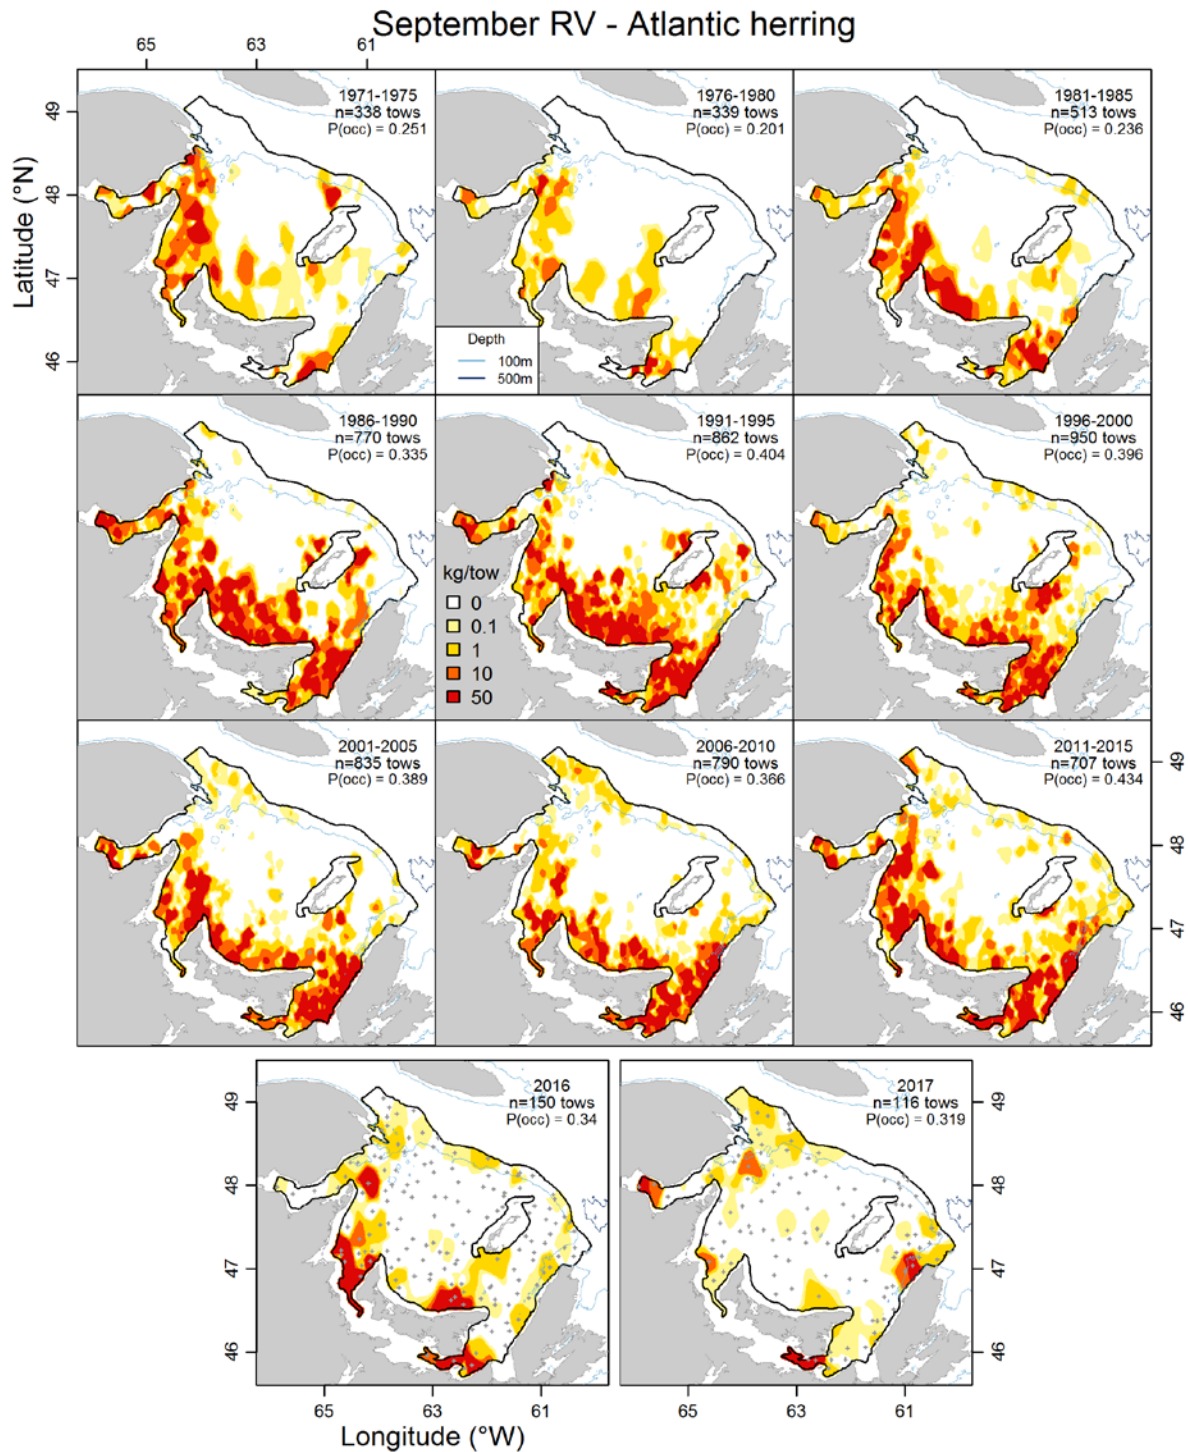 September RV - Atlantic herring
65 63 61
1971-1975
n=338 tows
P(occ) = 0.251
1976-1980
n=339 tows
P(occ) = 0.201
1981-1985
n=513 tows
P(occ) = 0.236
49
48
47
46
Latitude (°N)
Depth
100m
500m
1986-1990
n=770 tows
P(occ) = 0.335
1991-1995
n=862 tows
P(occ) = 0.404
1996-2000
n=950 tows
P(occ) = 0.396
kg/tow
0
0.1
1
10
50
2001-2005
n=835 tows
P(occ) = 0.389
2006-2010
n=790 tows
P(occ) = 0.366
2011-2015
n=707 tows
P(occ) = 0.434
49
48
47
46
2016
n=150 tows
P(occ) = 0.34
2017
n=116 tows
P(occ) = 0.319
49
48
47
46
49
48
47
46
65 63 61
65 63 61
Longitude (°W)